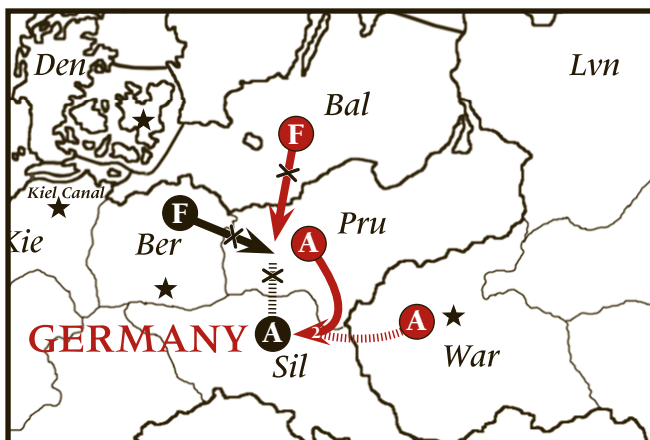 Den
Lvn
Bal
F
Kiel Canal
F
Pru
Kie
Ber
A
GERMANY
A
2
A
War
Sil